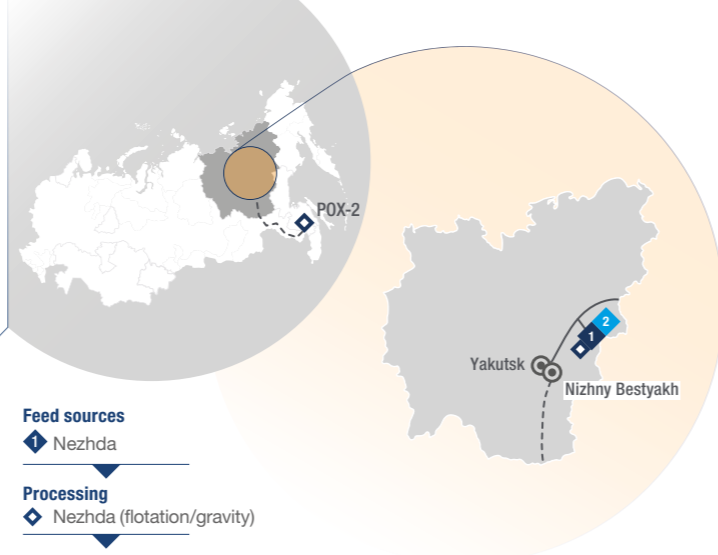 POX-2
2
1
Yakutsk
Nizhny Bestyakh
Feed sources
1 Nezhda
Processing
Nezhda (flotation/gravity)